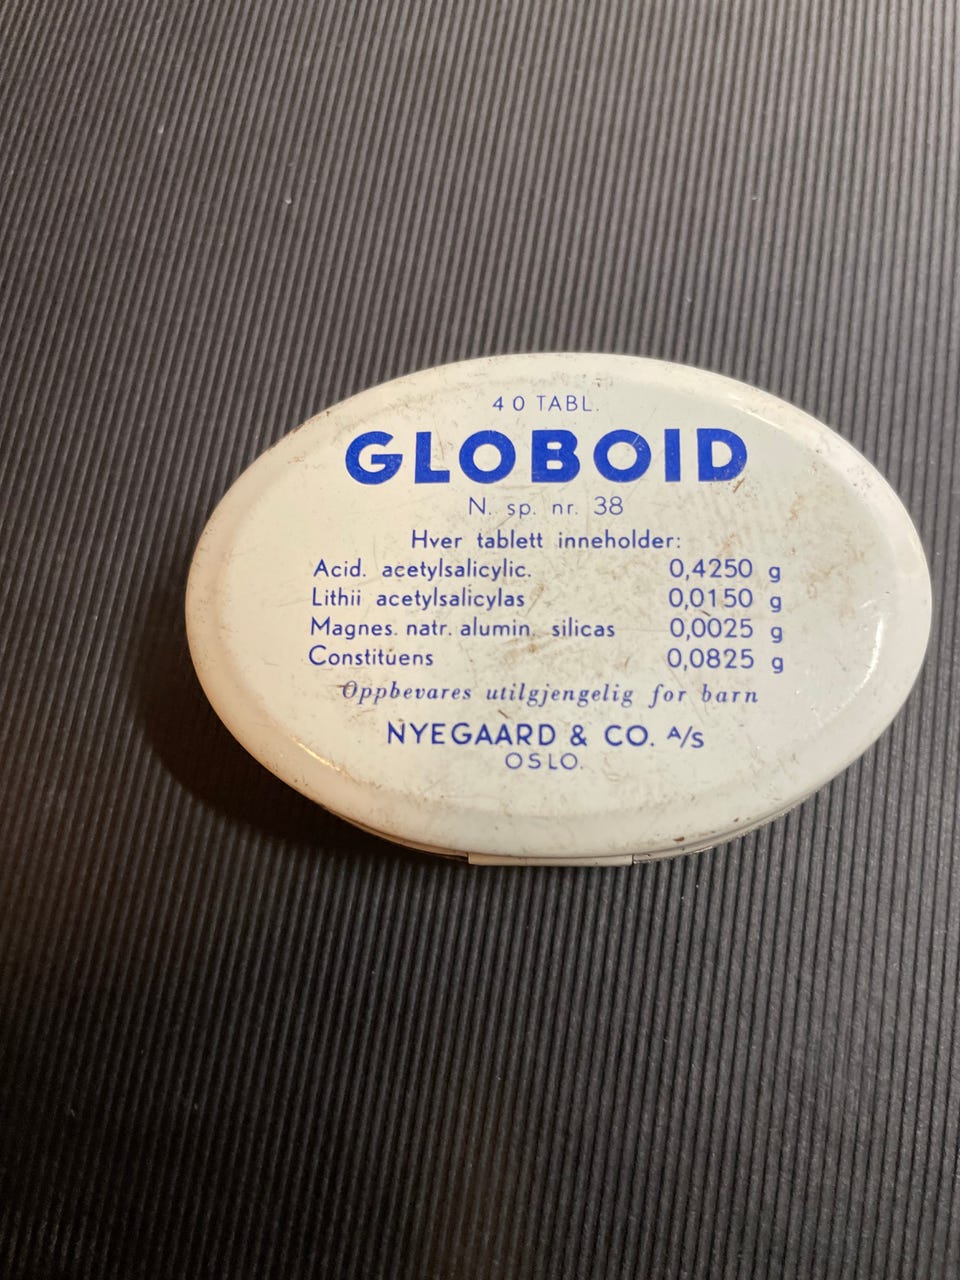 40 TABL.
GLOBOID
N. sp. nr. 38
Hver tablett inneholder:
Acid. acetylsalicylic. 0,4250 g
Lithii acetylsalicylas 0,0150 g
Magnes. natr. alumin. silicas 0,0025 g
Constituens 0,0825 g
Oppbevares utilgjengelig for barn
NYEGAARD & CO. A/S
OSLO.